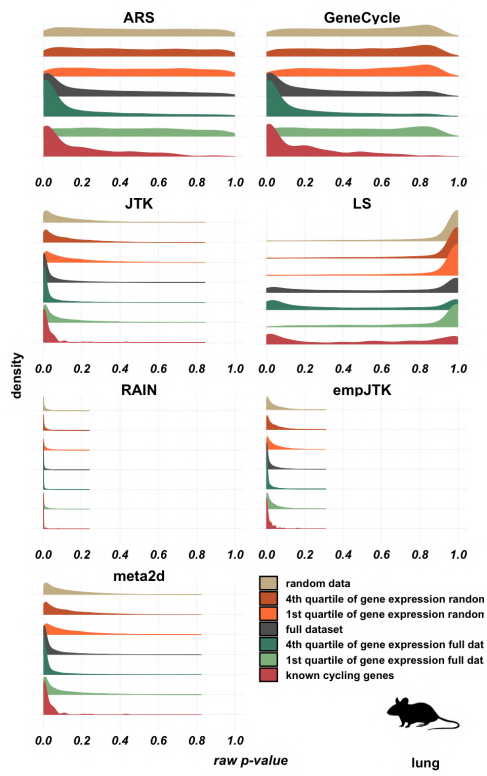 ARS GeneCycle
0.0 0.2 0.4 0.6 0.8 1.0 0.0 0.2 0.4 0.6 0.8 1.0
JTK LS
0.0 0.2 0.4 0.6 0.8 1.0 0.0 0.2 0.4 0.6 0.8 1.0
density
RAIN empJTK
0.0 0.2 0.4 0.6 0.8 1.0 0.0 0.2 0.4 0.6 0.8 1.0
meta2d
random data
4th quartile of gene expression random
1st quartile of gene expression random
full dataset
4th quartile of gene expression full dat
1st quartile of gene expression full data
known cycling genes
0.0 0.2 0.4 0.6 0.8 1.0
raw p-value
lung